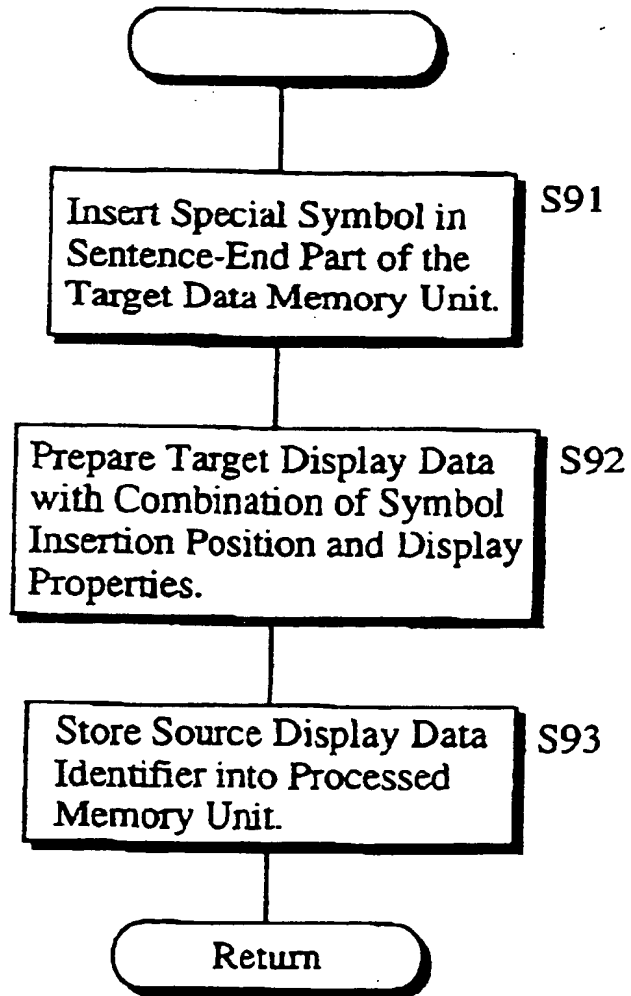 Insert Special Symbol in
S91
Sentence-End Part of the
Target Data Memory Unit.
Prepare Target Display Data
S92
with Combination of Symbol
Insertion Position and Display
Properties.
Store Source Display Data
S93
Identifier into Processed
Memory Unit.
Return